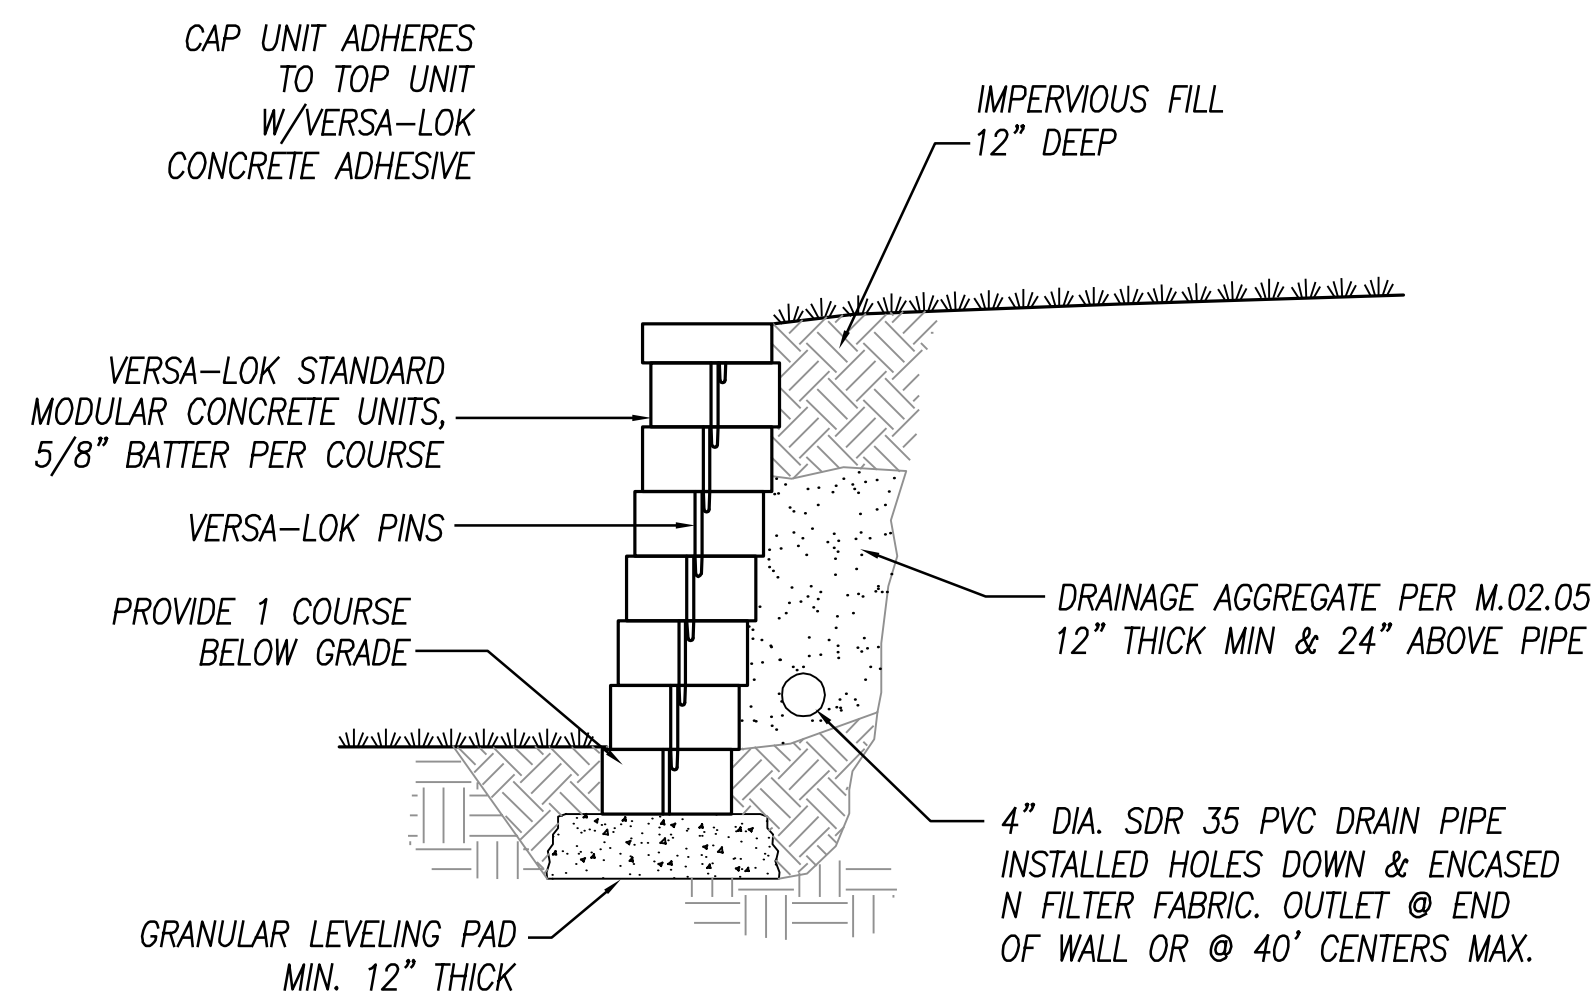 CAP UNIT ADHERES
TO TOP UNIT
W/VERSA-LOK
CONCRETE ADHESIVE
IMPERVIOUS FILL
12" DEEP
VERSA-LOK STANDARD
MODULAR CONCRETE UNITS,
5/8" BATTER PER COURSE
VERSA-LOK PINS
PROVIDE 1 COURSE
BELOW GRADE
DRAINAGE AGGREGATE PER M.02.05
12" THICK MIN & 24" ABOVE PIPE
4" DIA. SDR 35 PVC DRAIN PIPE
INSTALLED HOLES DOWN & ENCASED
N FILTER FABRIC. OUTLET @ END
OF WALL OR @ 40' CENTERS MAX.
GRANULAR LEVELING PAD
MIN. 12" THICK